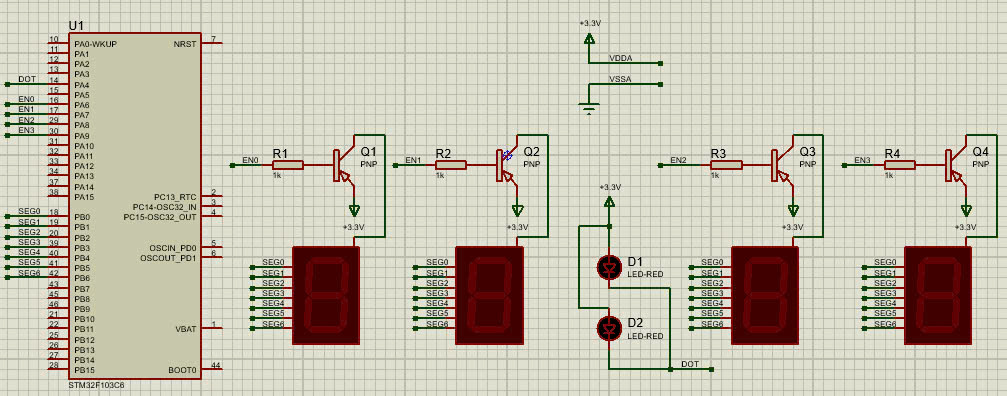 U1
10 PA0-WKUP NRST 7
11 PA1
12 PA2
13 PA3
DOT 14 PA4
15 PA5
EN0 16 PA6
EN1 17 PA7
EN2 29 PA8
EN3 30 PA9
31 PA10
32 PA11
33 PA12
34 PA13
37 PA14
38 PA15
PC13_RTC 2
PC14-OSC32_IN 3
PC15-OSC32_OUT 4
SEG0 18 PB0
SEG1 19 PB1
SEG2 20 PB2
SEG3 39 PB3 OSCIN_PD0 5
SEG4 40 PB4 OSCOUT_PD1 6
SEG5 41 PB5
SEG6 42 PB6
43 PB7
45 PB8
46 PB9
21 PB10
22 PB11 VBAT 1
25 PB12
26 PB13
27 PB14
28 PB15 BOOT0 44
STM32F103C6
EN0
R1
1k
Q1
PNP
+3.3V
SEG0
SEG1
SEG2
SEG3
SEG4
SEG5
SEG6
EN1
R2
1k
Q2
PNP
+3.3V
SEG0
SEG1
SEG2
SEG3
SEG4
SEG5
SEG6
+3.3V
VDDA
VSSA
+3.3V
D1
LED-RED
D2
LED-RED
DOT
EN2
R3
1k
Q3
PNP
+3.3V
SEG0
SEG1
SEG2
SEG3
SEG4
SEG5
SEG6
EN3
R4
1k
Q4
PNP
+3.3V
SEG0
SEG1
SEG2
SEG3
SEG4
SEG5
SEG6